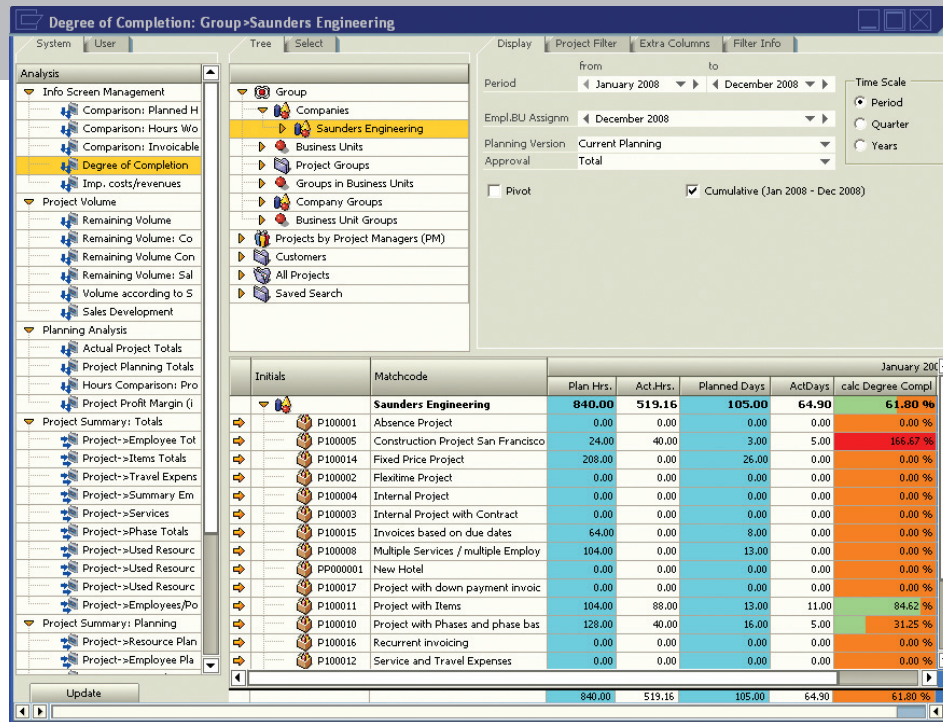 Degree of Completion: Group>Saunders Engineering
System User
Tree Select
Display Project Filter Extra Columns Filter Info
Analysis
Info Screen Management
Comparison: Planned H
Comparison: Hours Wo
Comparison: Invoicable
Degree of Completion
Imp. costs/revenues
Project Volume
Remaining Volume
Remaining Volume: Co
Remaining Volume Con
Remaining Volume: Sal
Volume according to S
Sales Development
Planning Analysis
Actual Project Totals
Project Planning Totals
Hours Comparison: Pro
Project Profit Margin (i
Project Summary: Totals
Project->Employee Tot
Project->Items Totals
Project->Travel Expens
Project->Summary Em
Project->Services
Project->Phase Totals
Project->Used Resourc
Project->Used Resourc
Project->Used Resourc
Project->Employees/Po
Project Summary: Planning
Project->Resource Plan
Project->Employee Pla
Update
Group
Companies
Saunders Engineering
Business Units
Project Groups
Groups in Business Units
Company Groups
Business Unit Groups
Projects by Project Managers (PM)
Customers
All Projects
Saved Search
from to
Period January 2008 December 2008
Empl.BU Assignm December 2008
Planning Version Current Planning
Approval Total
Pivot Cumulative (Jan 2008 - Dec 2008)
Time Scale
Period
Quarter
Years
January 200
Initials Matchcode Plan Hrs. Act.Hrs. Planned Days ActDays calc Degree Compl
Saunders Engineering 840.00 519.16 105.00 64.90 61.80 %
P100001 Absence Project 0.00 0.00 0.00 0.00 0.00 %
P100005 Construction Project San Francisco 24.00 40.00 3.00 5.00 166.67 %
P100014 Fixed Price Project 208.00 0.00 26.00 0.00 0.00 %
P100002 Flexitime Project 0.00 0.00 0.00 0.00 0.00 %
P100004 Internal Project 0.00 0.00 0.00 0.00 0.00 %
P100003 Internal Project with Contract 0.00 0.00 0.00 0.00 0.00 %
P100015 Invoices based on due dates 64.00 0.00 8.00 0.00 0.00 %
P100008 Multiple Services / multiple Employ 104.00 0.00 13.00 0.00 0.00 %
PP000001 New Hotel 0.00 0.00 0.00 0.00 0.00 %
P100017 Project with down payment invoic 0.00 0.00 0.00 0.00 0.00 %
P100011 Project with Items 104.00 88.00 13.00 11.00 84.62 %
P100010 Project with Phases and phase bas 128.00 40.00 16.00 5.00 31.25 %
P100016 Recurrent invoicing 0.00 0.00 0.00 0.00 0.00 %
P100012 Service and Travel Expenses 0.00 0.00 0.00 0.00 0.00 %
840.00 519.16 105.00 64.90 61.80 %